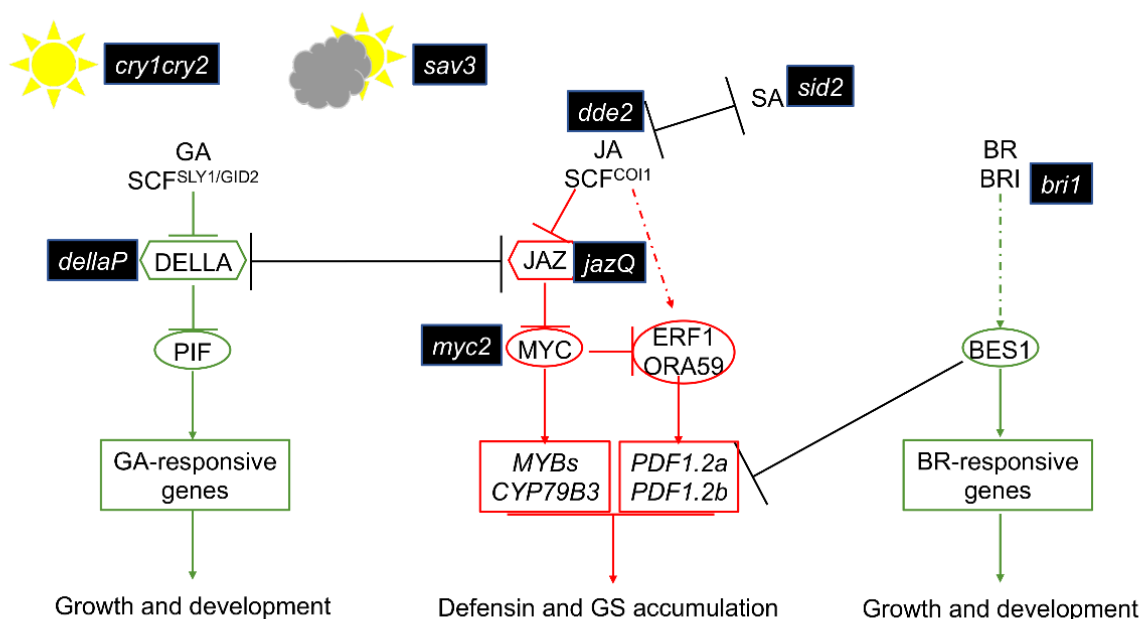 cry1cry2
sav3
dde2
SA
sid2
GA
SCF^SLY1/GID2
JA
SCF^COI1
BR
BRI
bri1
dellaP
DELLA
JAZ
jazQ
PIF
myc2
MYC
ERF1
ORA59
BES1
GA-responsive
genes
MYBs
CYP79B3
PDF1.2a
PDF1.2b
BR-responsive
genes
Growth and development
Defensin and GS accumulation
Growth and development